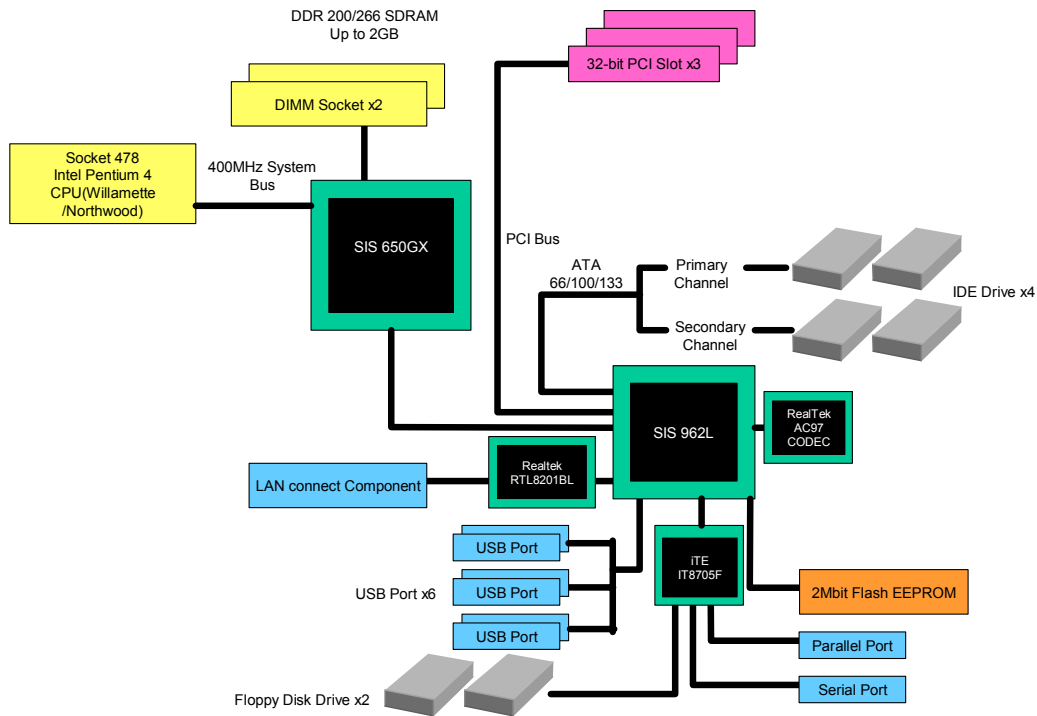 DDR 200/266 SDRAM
Up to 2GB
32-bit PCI Slot x3
DIMM Socket x2
Socket 478
Intel Pentium 4
CPU(Willamette
/Northwood)
400MHz System
Bus
SIS 650GX
PCI Bus
ATA
66/100/133
Primary
Channel
IDE Drive x4
Secondary
Channel
SIS 962L
RealTek
AC97
CODEC
LAN connect Component
Realtek
RTL8201BL
USB Port
USB Port
USB Port
USB Port x6
iTE
IT8705F
2Mbit Flash EEPROM
Parallel Port
Serial Port
Floppy Disk Drive x2